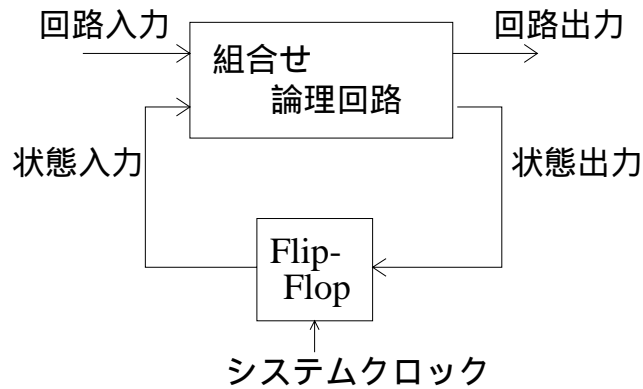 回路入力
回路出力
組合せ
論理回路
状態入力
状態出力
Flip-
Flop
システムクロック